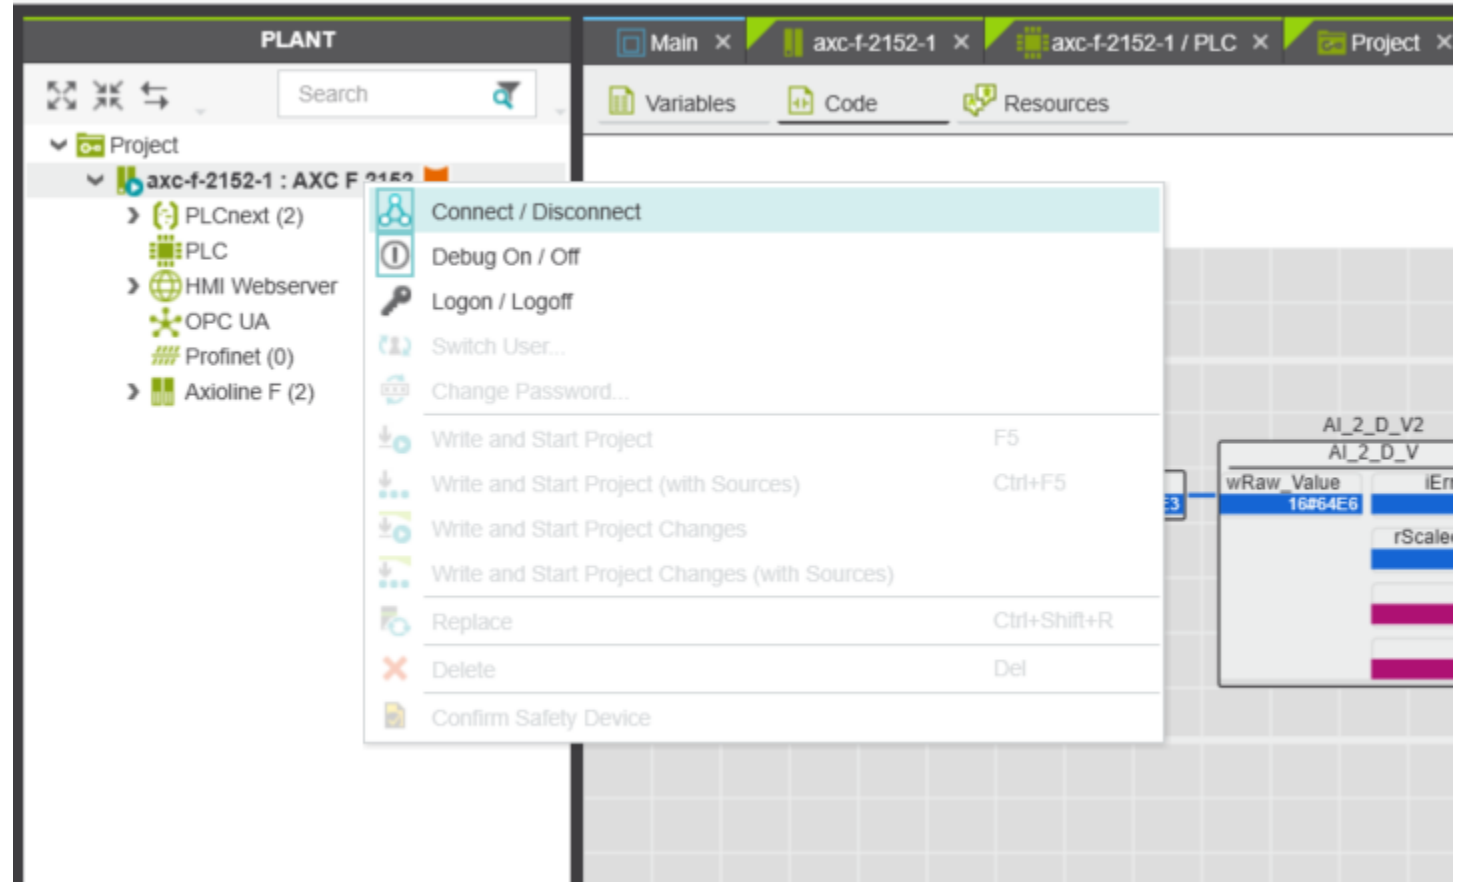 PLANT
Main
axc-f-2152-1
axc-f-2152-1 / PLC
Project
Search
Variables
Code
Resources
Project
axc-f-2152-1 : AXC F 2152
PLCnext (2)
PLC
HMI Webserver
OPC UA
Profinet (0)
Axioline F (2)
Connect / Disconnect
Debug On / Off
Logon / Logoff
Switch User...
Change Password...
Write and Start Project F5
Write and Start Project (with Sources) Ctrl+F5
Write and Start Project Changes
Write and Start Project Changes (with Sources)
Replace Ctrl+Shift+R
Delete Del
Confirm Safety Device
AI_2_D_V2
AI_2_D_V
wRaw_Value iErr
E3 16#64E6
rScale